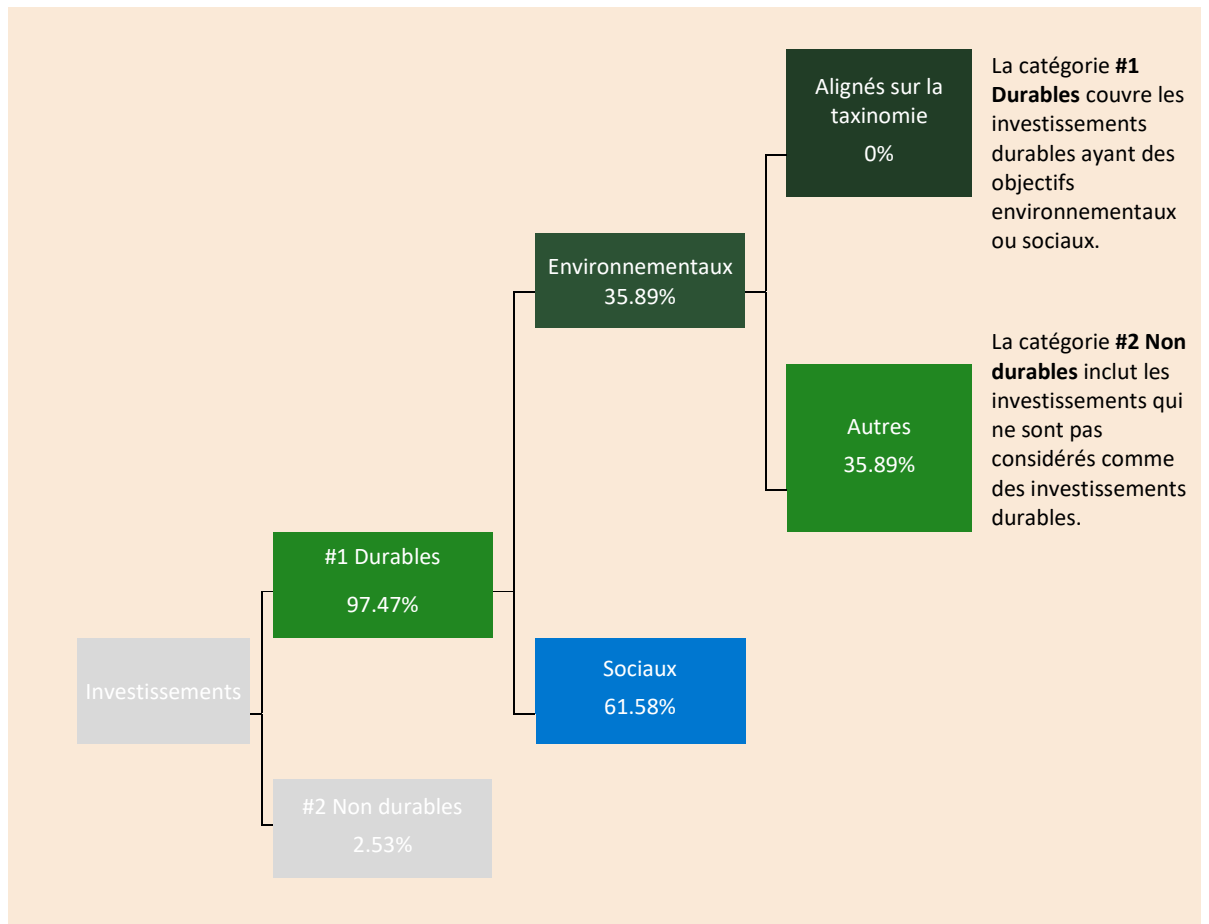 Alignés sur la
taxinomie
0%
La catégorie #1
Durables couvre les
investissements
durables ayant des
objectifs
environnementaux
ou sociaux.
Environnementaux
35.89%
La catégorie #2 Non
durables inclut les
investissements qui
ne sont pas
considérés comme
des investissements
durables.
Autres
35.89%
#1 Durables
97.47%
Sociaux
61.58%
Investissements
#2 Non durables
2.53%